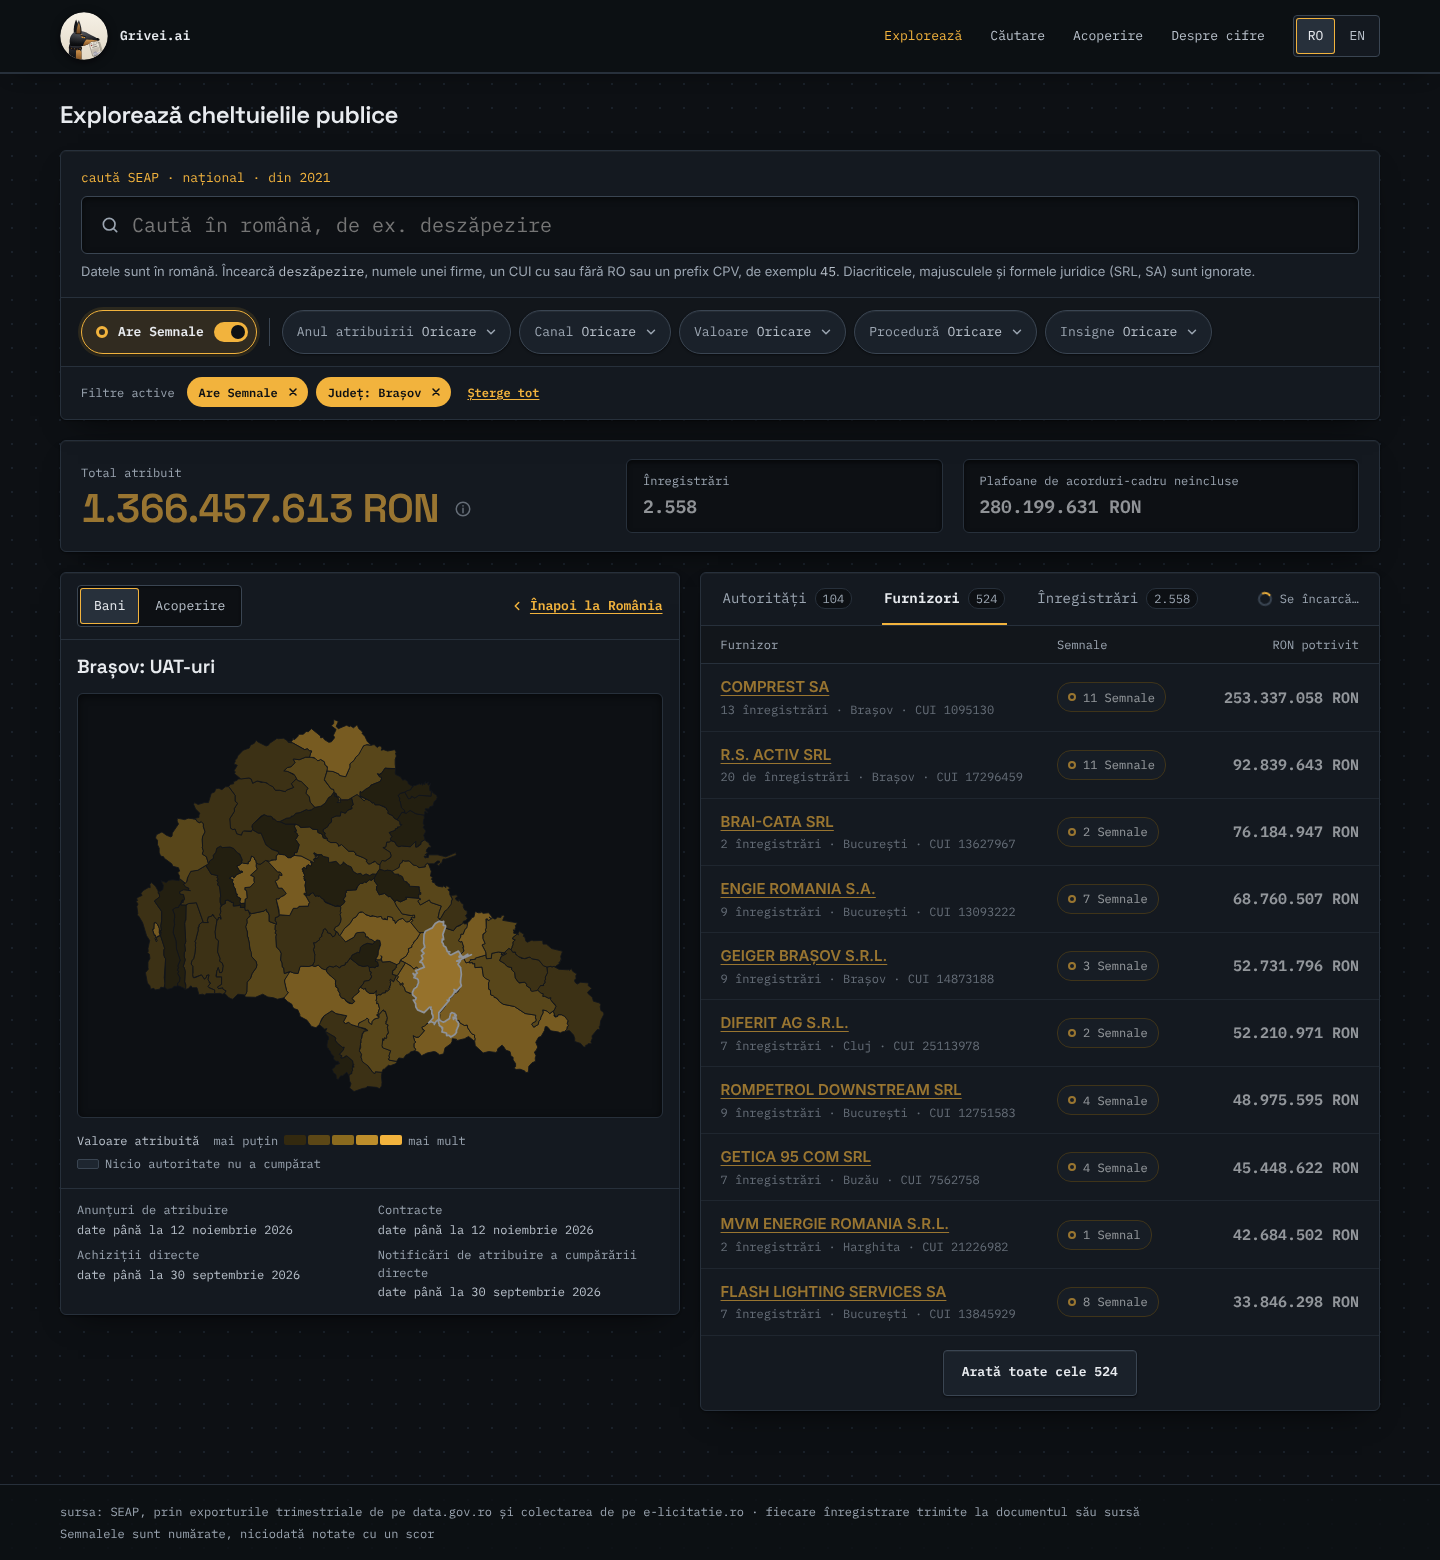 Grivei.ai
Explorează
Căutare
Acoperire
Despre cifre
RO
EN
Explorează cheltuielile publice
caută SEAP · național · din 2021
Caută în română, de ex. deszăpezire
Datele sunt în română. Încearcă deszăpezire, numele unei firme, un CUI cu sau fără RO sau un prefix CPV, de exemplu 45. Diacriticele, majusculele și formele juridice (SRL, SA) sunt ignorate.
Are Semnale
Anul atribuirii Oricare
Canal Oricare
Valoare Oricare
Procedură Oricare
Insigne Oricare
Filtre active
Are Semnale ×
Județ: Brașov ×
Șterge tot
Total atribuit
1.366.457.613 RON
Înregistrări
2.558
Plafoane de acorduri-cadru neincluse
280.199.631 RON
Bani
Acoperire
Înapoi la România
Brașov: UAT-uri
Valoare atribuită mai puțin mai mult
Nicio autoritate nu a cumpărat
Anunțuri de atribuire
date până la 12 noiembrie 2026
Contracte
date până la 12 noiembrie 2026
Achiziții directe
date până la 30 septembrie 2026
Notificări de atribuire a cumpărării
directe
date până la 30 septembrie 2026
Autorități 104
Furnizori 524
Înregistrări 2.558
Se încarcă…
Furnizor
Semnale
RON potrivit
COMPREST SA
13 înregistrări · Brașov · CUI 1095130
11 Semnale
253.337.058 RON
R.S. ACTIV SRL
20 de înregistrări · Brașov · CUI 17296459
11 Semnale
92.839.643 RON
BRAI-CATA SRL
2 înregistrări · București · CUI 13627967
2 Semnale
76.184.947 RON
ENGIE ROMANIA S.A.
9 înregistrări · București · CUI 13093222
7 Semnale
68.760.507 RON
GEIGER BRAȘOV S.R.L.
9 înregistrări · Brașov · CUI 14873188
3 Semnale
52.731.796 RON
DIFERIT AG S.R.L.
7 înregistrări · Cluj · CUI 25113978
2 Semnale
52.210.971 RON
ROMPETROL DOWNSTREAM SRL
9 înregistrări · București · CUI 12751583
4 Semnale
48.975.595 RON
GETICA 95 COM SRL
7 înregistrări · Buzău · CUI 7562758
4 Semnale
45.448.622 RON
MVM ENERGIE ROMANIA S.R.L.
2 înregistrări · Harghita · CUI 21226982
1 Semnal
42.684.502 RON
FLASH LIGHTING SERVICES SA
7 înregistrări · București · CUI 13845929
8 Semnale
33.846.298 RON
Arată toate cele 524
sursa: SEAP, prin exporturile trimestriale de pe data.gov.ro și colectarea de pe e-licitatie.ro · fiecare înregistrare trimite la documentul său sursă
Semnalele sunt numărate, niciodată notate cu un scor